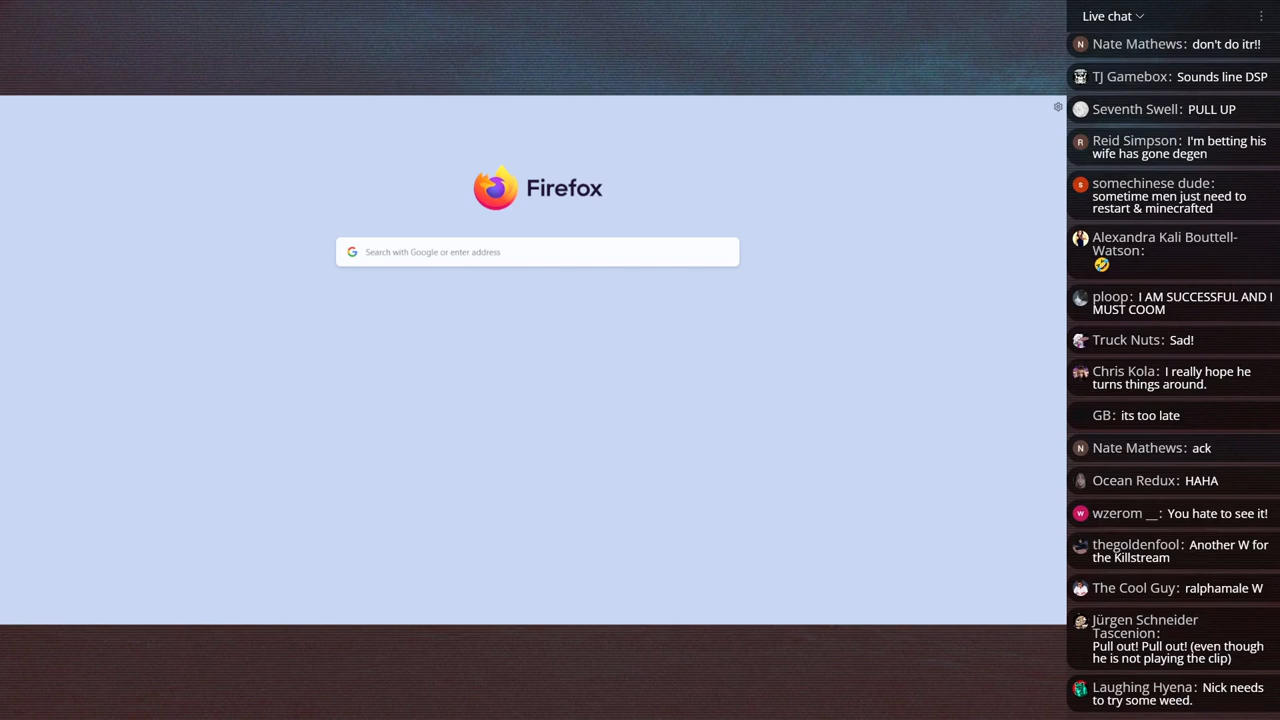 Live chat
Nate Mathews: don't do itr!!
TJ Gamebox: Sounds line DSP
Seventh Swell: PULL UP
Reid Simpson: I'm betting his
wife has gone degen
somechinese dude:
sometime men just need to
restart & minecrafted
Alexandra Kali Bouttell-
Watson:
🤣
ploop: I AM SUCCESSFUL AND I
MUST COOM
Truck Nuts: Sad!
Chris Kola: I really hope he
turns things around.
GB: its too late
Nate Mathews: ack
Ocean Redux: HAHA
wzerom __: You hate to see it!
thegoldenfool: Another W for
the Killstream
The Cool Guy: ralphamale W
Jürgen Schneider
Tascenion:
Pull out! Pull out! (even though
he is not playing the clip)
Laughing Hyena: Nick needs
to try some weed.
Firefox
Search with Google or enter address